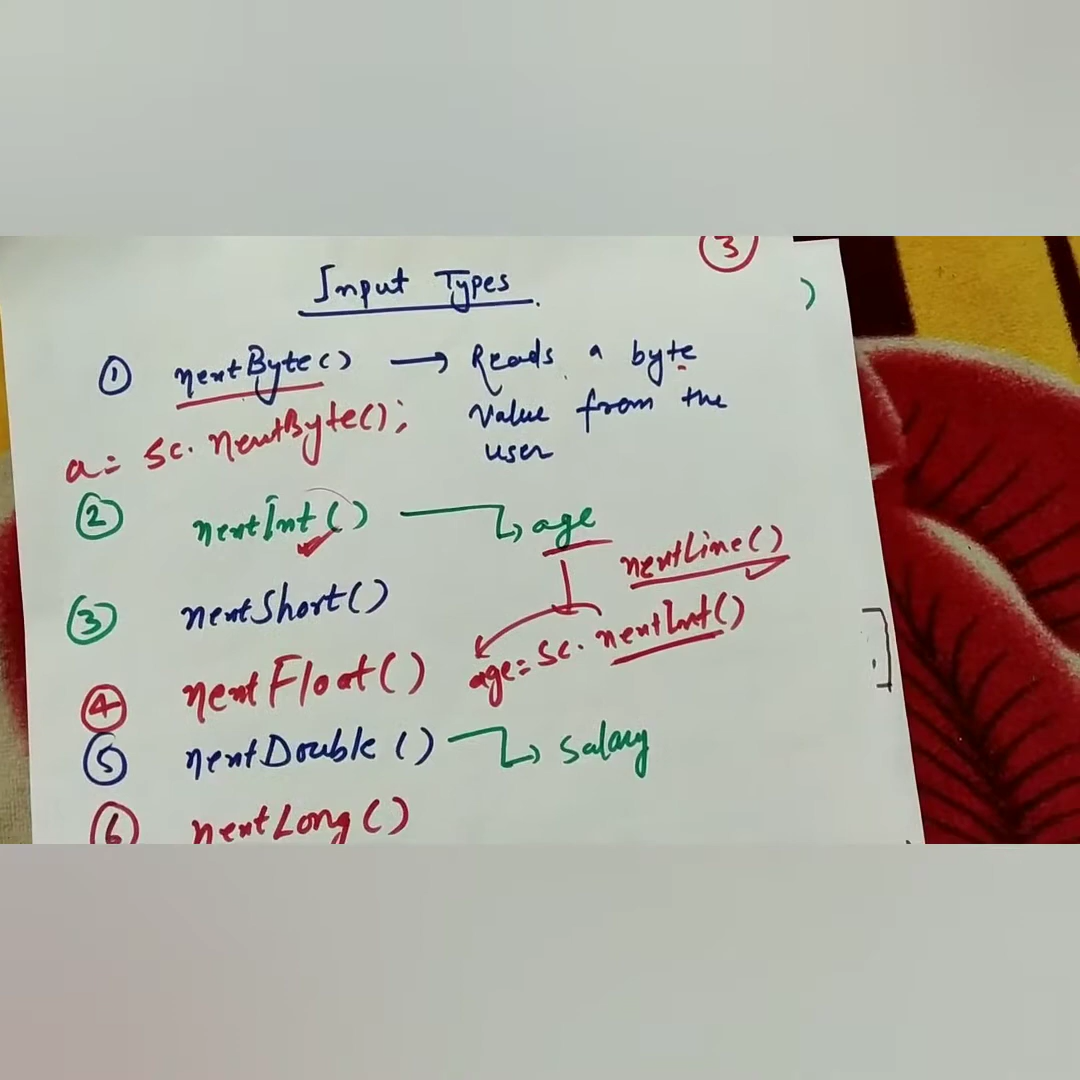 3
Input Types
① nextByte() → Reads a byte
value from the
user
a = sc. nextByte();
② nextInt() → age
nextLine()
③ nextShort()
age = sc. nextInt()
④ nextFloat()
⑤ nextDouble() → salary
⑥ nextLong()